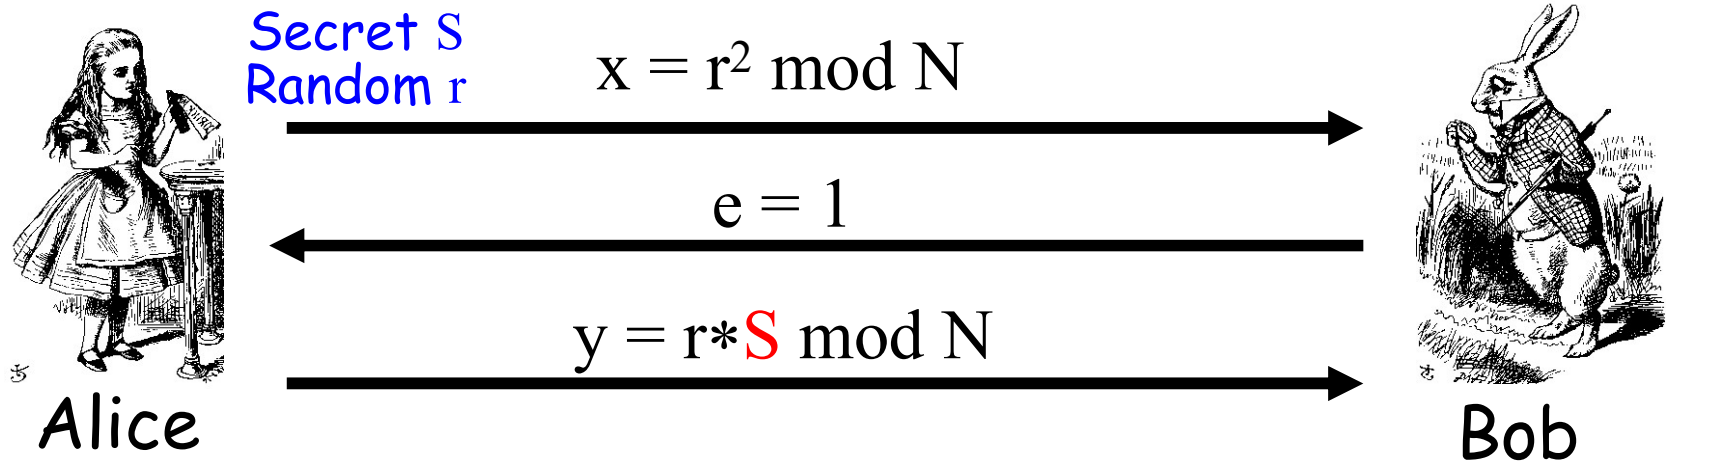 Secret S
Random r
x = r² mod N
e = 1
y = r*S mod N
Alice
Bob